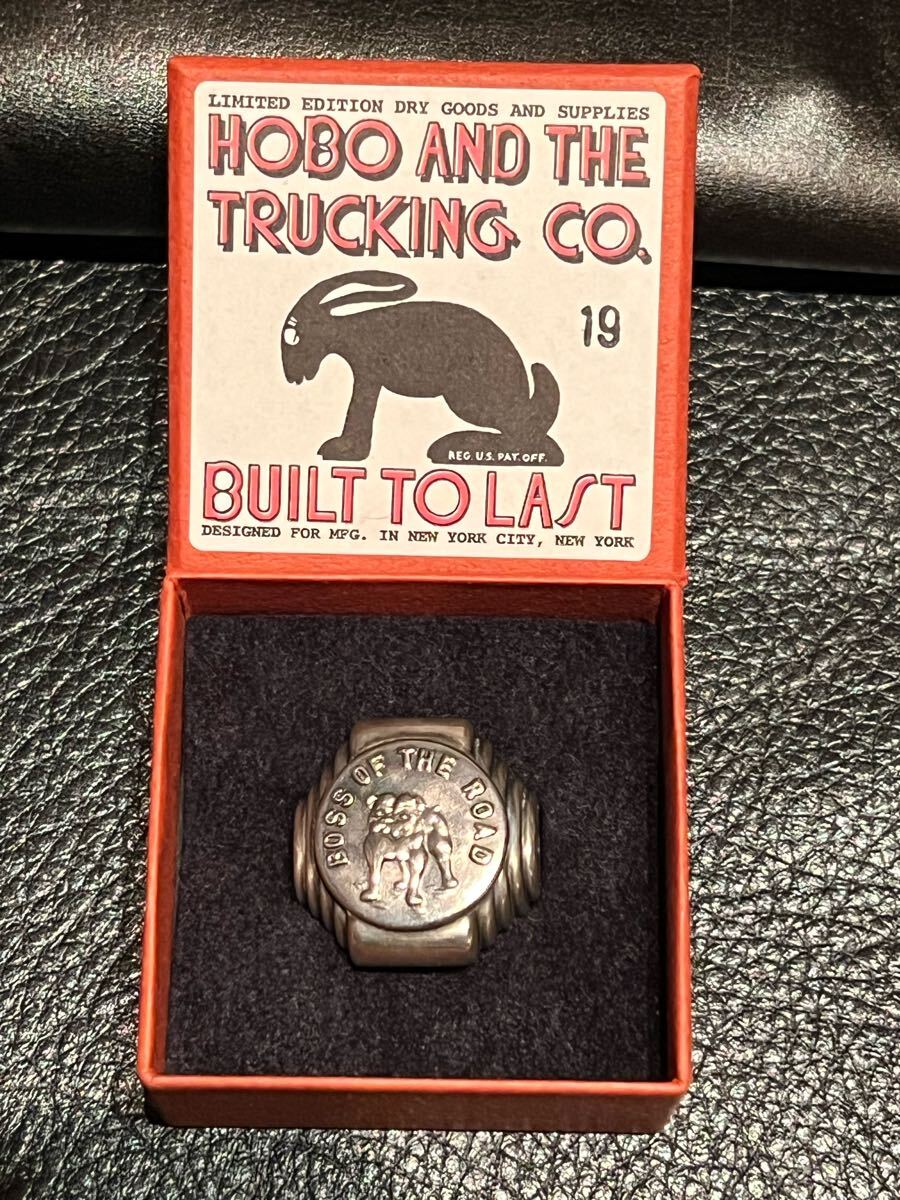 LIMITED EDITION DRY GOODS AND SUPPLIES
HOBO AND THE
TRUCKING CO.
19
REG. U.S. PAT. OFF.
BUILT TO LAST
DESIGNED FOR MFG. IN NEW YORK CITY, NEW YORK
BOSS OF THE ROAD